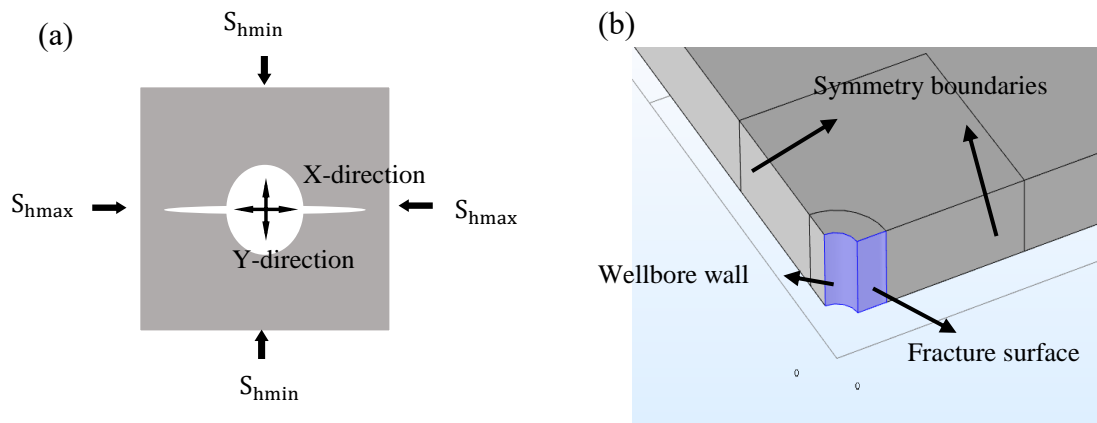 (a)
S_hmin
X-direction
S_hmax
S_hmax
Y-direction
S_hmin
(b)
Symmetry boundaries
Wellbore wall
Fracture surface